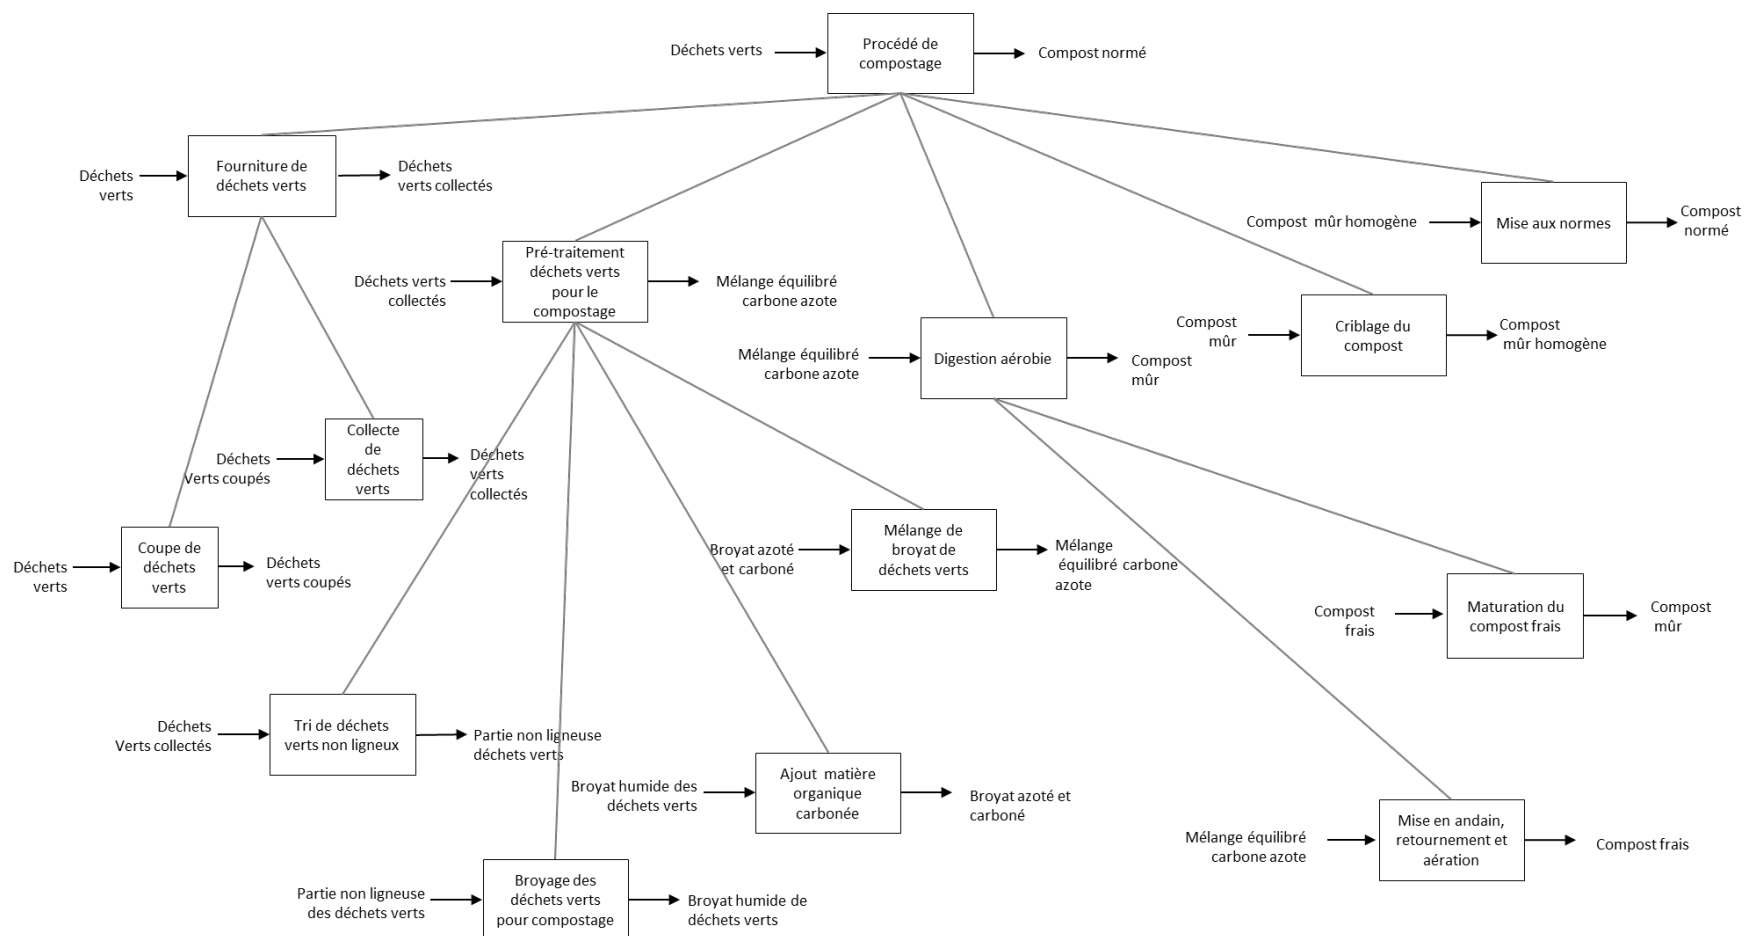 Déchets verts
Procédé de
compostage
Compost normé
Déchets
verts
Fourniture de
déchets verts
Déchets
verts collectés
Compost mûr homogène
Mise aux normes
Compost
normé
Déchets verts
collectés
Pré-traitement
déchets verts
pour le
compostage
Mélange équilibré
carbone azote
Mélange équilibré
carbone azote
Digestion aérobie
Compost
mûr
Compost
mûr
Criblage du
compost
Compost
mûr homogène
Déchets
Verts coupés
Collecte
de
déchets
verts
Déchets
verts
collectés
Déchets
verts
Coupe de
déchets
verts
Déchets
verts coupés
Broyat azoté
et carboné
Mélange de
broyat de
déchets verts
Mélange
équilibré carbone
azote
Compost
frais
Maturation du
compost frais
Compost
mûr
Déchets
Verts collectés
Tri de déchets
verts non ligneux
Partie non ligneuse
déchets verts
Broyat humide des
déchets verts
Ajout matière
organique
carbonée
Broyat azoté et
carboné
Mélange équilibré
carbone azote
Mise en andain,
retournement et
aération
Compost frais
Partie non ligneuse
des déchets verts
Broyage des
déchets verts
pour compostage
Broyat humide de
déchets verts